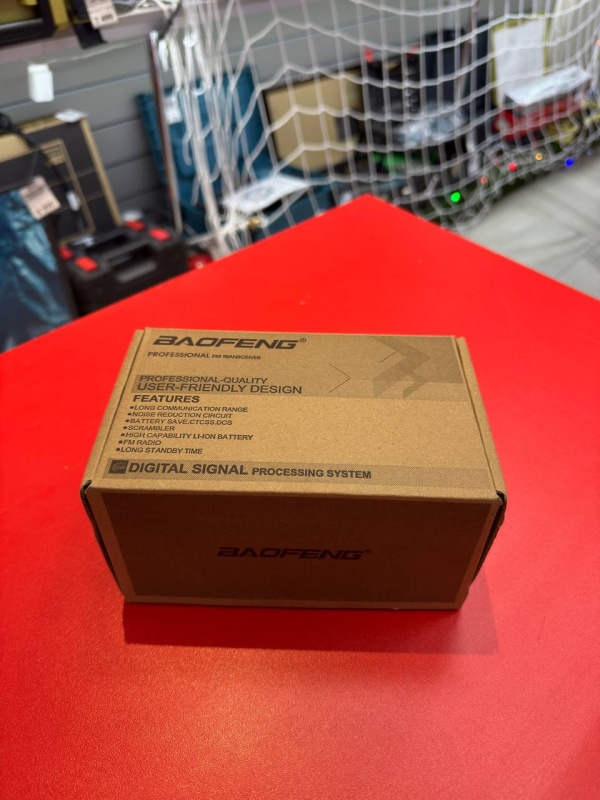 BAOFENG®
PROFESSIONAL FM TRANSCEIVER
PROFESSIONAL-QUALITY
USER-FRIENDLY DESIGN
FEATURES
•LONG COMMUNICATION RANGE
•NOISE REDUCTION CIRCUIT
•BATTERY SAVE.CTCSS.DCS
•SCRAMBLER
•HIGH CAPABILITY LI-ION BATTERY
•FM RADIO
•LONG STANDBY TIME
DIGITAL SIGNAL PROCESSING SYSTEM
BAOFENG®